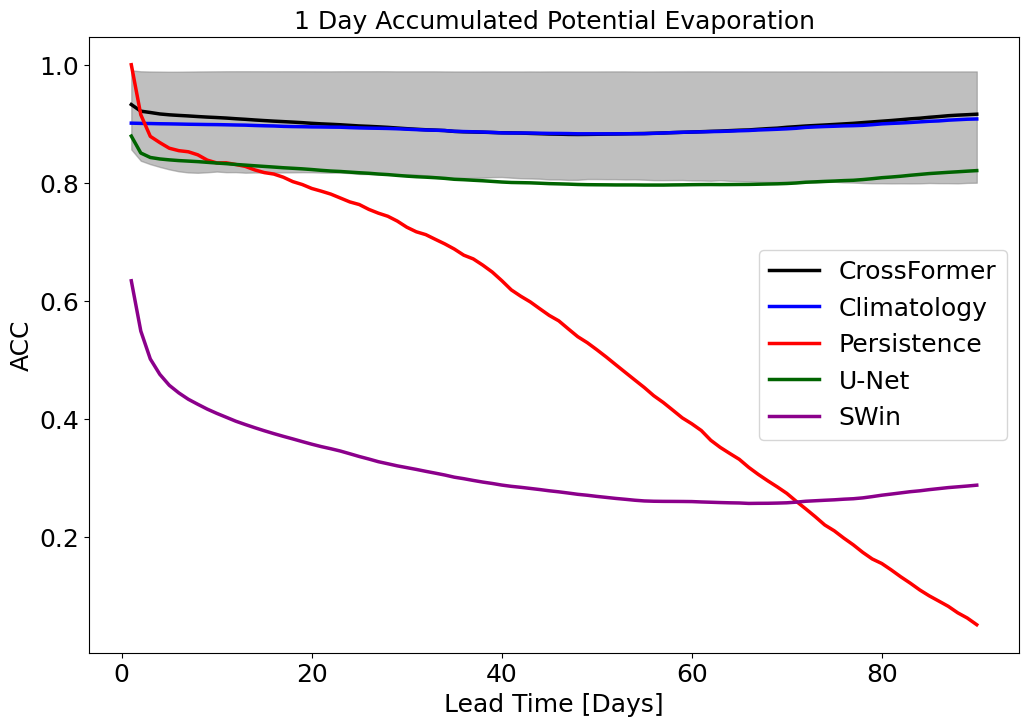 1 Day Accumulated Potential Evaporation
1.0
0.8
0.6
0.4
0.2
ACC
CrossFormer
Climatology
Persistence
U-Net
SWin
0 20 40 60 80
Lead Time [Days]